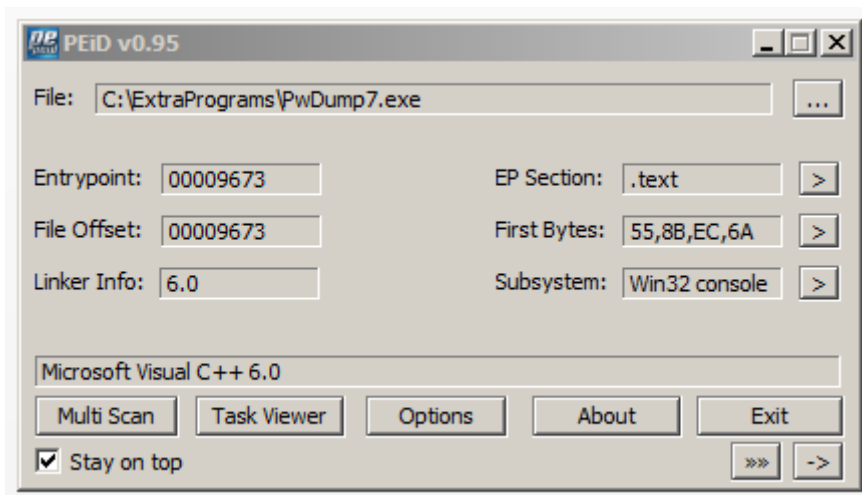 PEiD v0.95
File: C:\ExtraPrograms\PwDump7.exe ...
Entrypoint: 00009673 EP Section: .text >
File Offset: 00009673 First Bytes: 55,8B,EC,6A >
Linker Info: 6.0 Subsystem: Win32 console >
Microsoft Visual C++ 6.0
Multi Scan Task Viewer Options About Exit
Stay on top »» ->